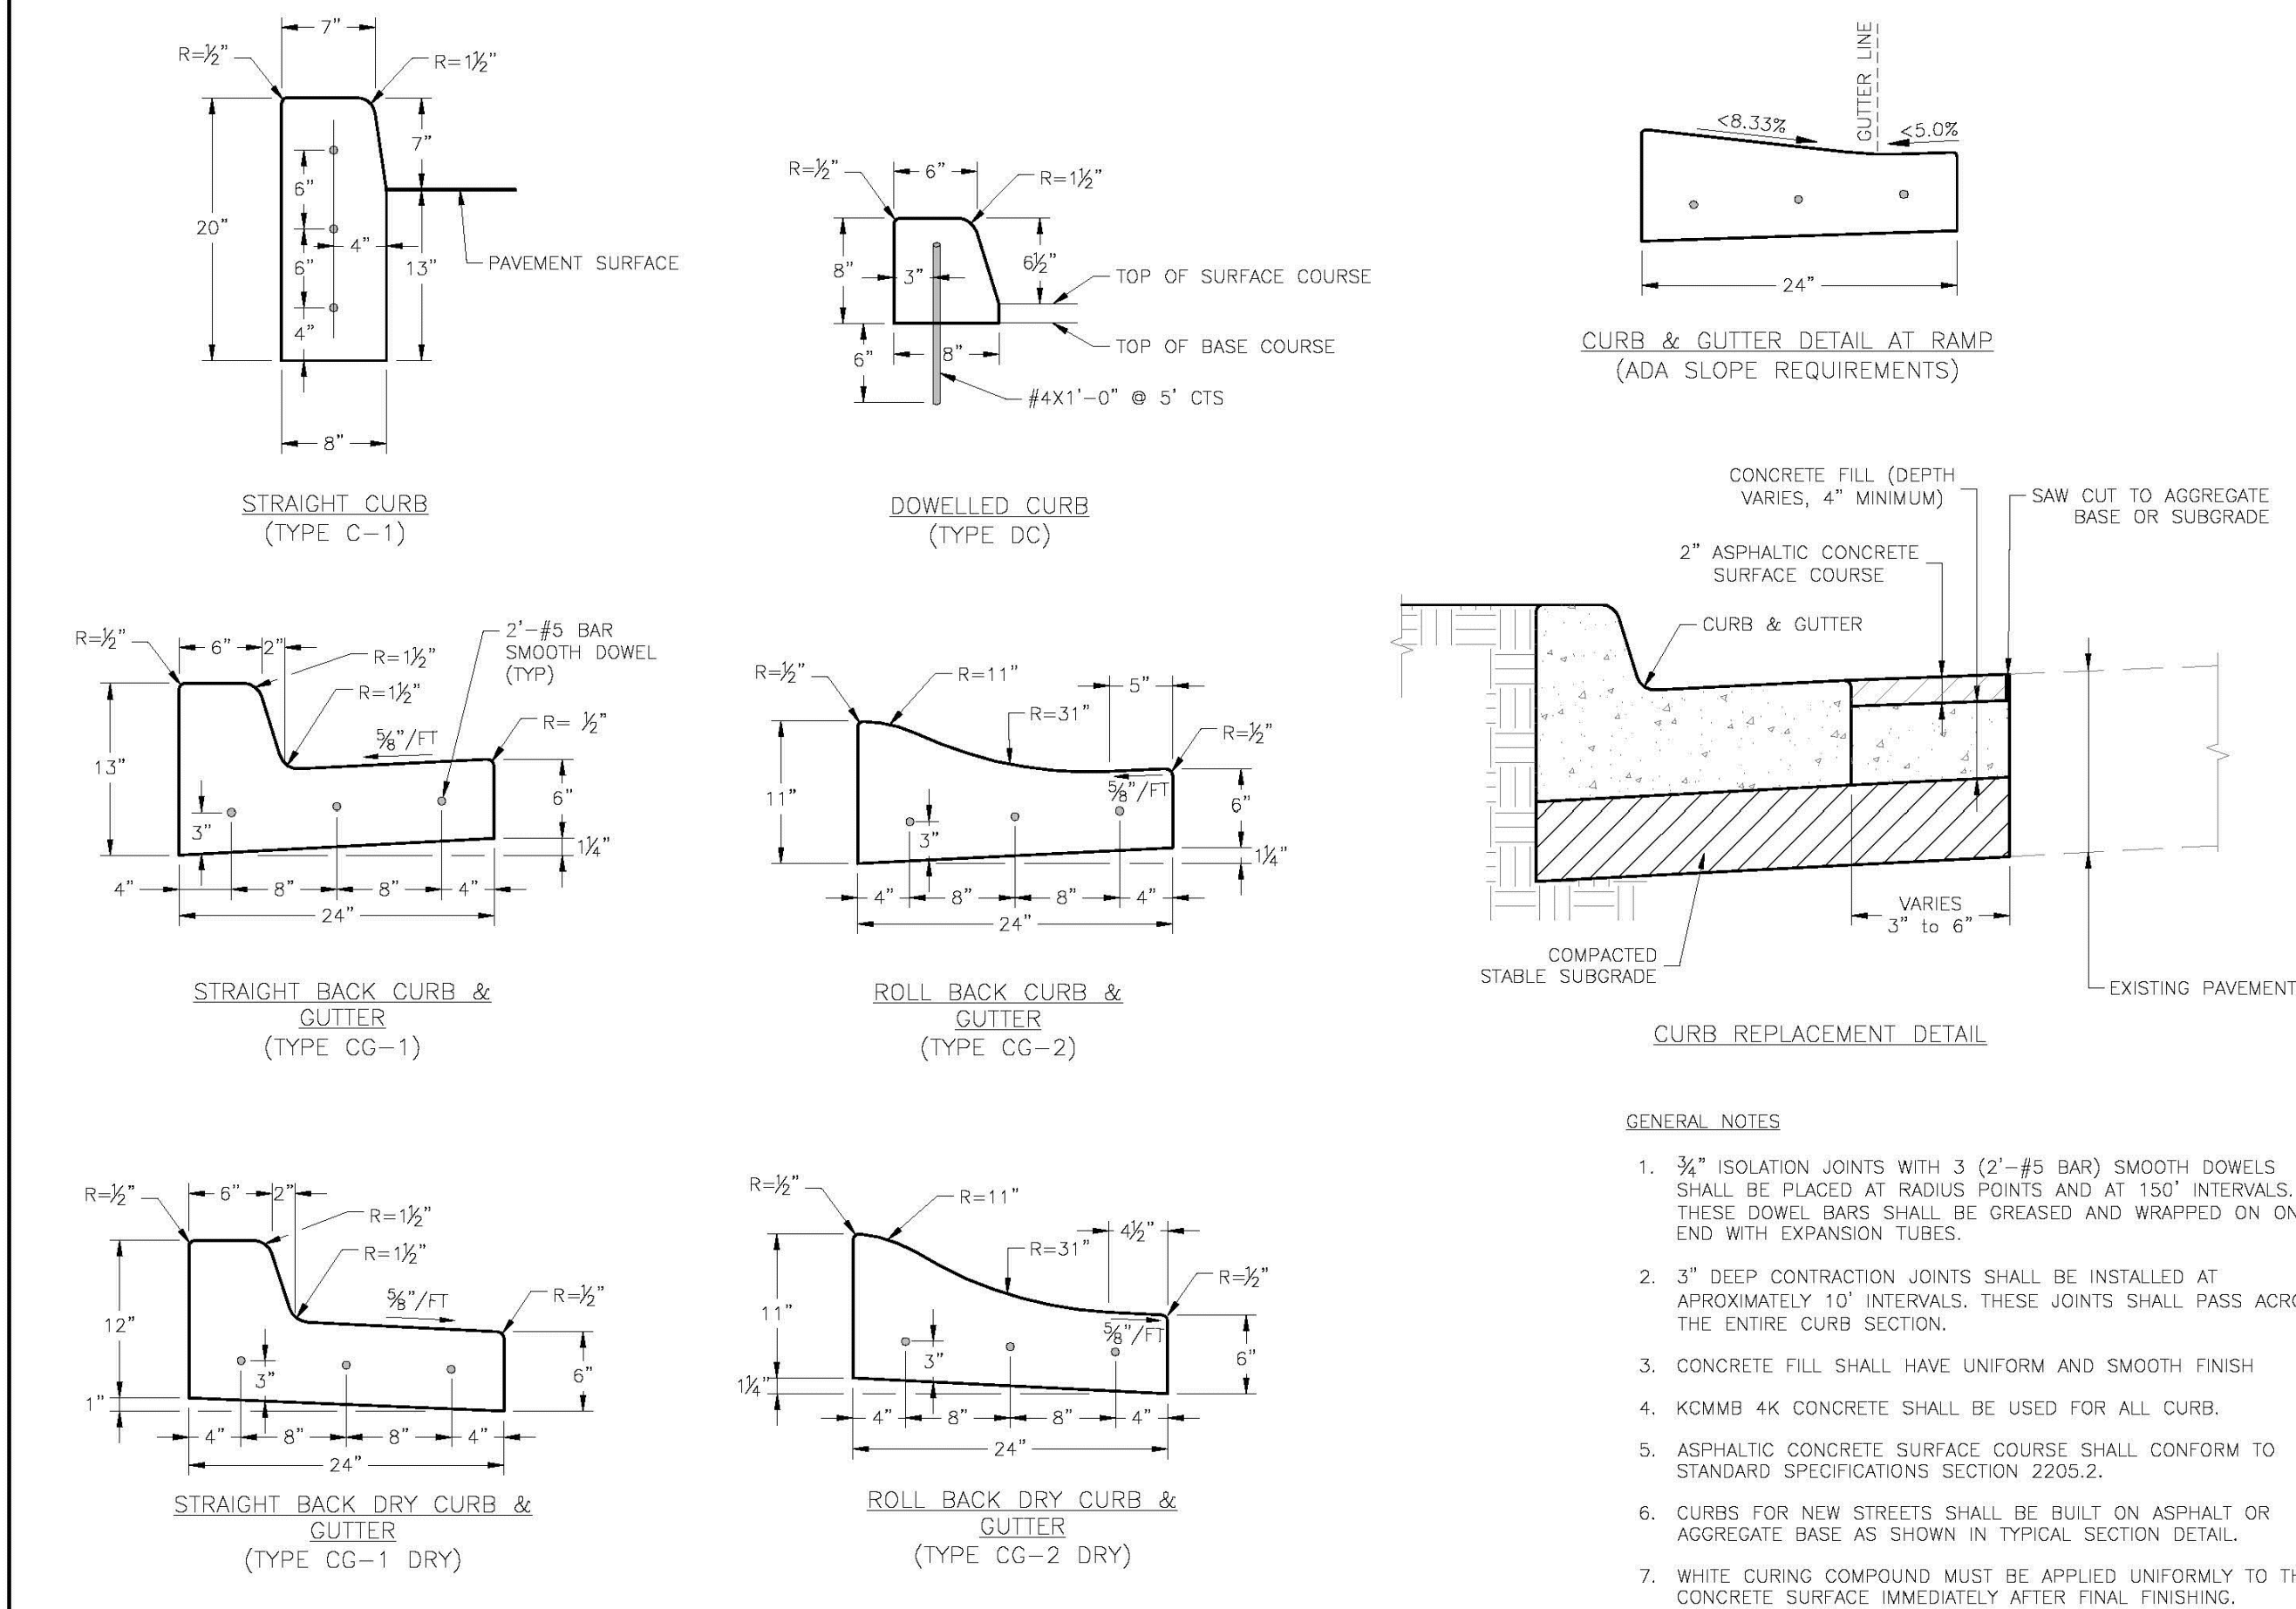 7"
R=½"
R=1½"
20"
7"
6"
6"
4"
4"
13"
PAVEMENT SURFACE
8"
STRAIGHT CURB
(TYPE C-1)
R=½"
6"
R=1½"
8"
3"
6½"
TOP OF SURFACE COURSE
6"
8"
TOP OF BASE COURSE
#4X1'-0" @ 5' CTS
DOWELLED CURB
(TYPE DC)
GUTTER LINE
<8.33%
<5.0%
24"
CURB & GUTTER DETAIL AT RAMP
(ADA SLOPE REQUIREMENTS)
R=½"
6"
2"
R=1½"
R=1½"
2'-#5 BAR
SMOOTH DOWEL
(TYP)
R= ½"
⅝"/FT
13"
3"
6"
1¼"
4"
8"
8"
4"
24"
STRAIGHT BACK CURB &
GUTTER
(TYPE CG-1)
R=½"
R=11"
R=31"
5"
R=½"
⅝"/FT
11"
3"
6"
1¼"
4"
8"
8"
4"
24"
ROLL BACK CURB &
GUTTER
(TYPE CG-2)
CONCRETE FILL (DEPTH
VARIES, 4" MINIMUM)
SAW CUT TO AGGREGATE
BASE OR SUBGRADE
2" ASPHALTIC CONCRETE
SURFACE COURSE
CURB & GUTTER
VARIES
3" to 6"
COMPACTED
STABLE SUBGRADE
EXISTING PAVEMENT
CURB REPLACEMENT DETAIL
R=½"
6"
2"
R=1½"
R=1½"
⅝"/FT
R=½"
12"
3"
6"
1"
4"
8"
8"
4"
24"
STRAIGHT BACK DRY CURB &
GUTTER
(TYPE CG-1 DRY)
R=½"
R=11"
R=31"
4½"
R=½"
⅝"/FT
11"
3"
6"
1¼"
4"
8"
8"
4"
24"
ROLL BACK DRY CURB &
GUTTER
(TYPE CG-2 DRY)
GENERAL NOTES
1. ¾" ISOLATION JOINTS WITH 3 (2'-#5 BAR) SMOOTH DOWELS
SHALL BE PLACED AT RADIUS POINTS AND AT 150' INTERVALS.
THESE DOWEL BARS SHALL BE GREASED AND WRAPPED ON
END WITH EXPANSION TUBES.
2. 3" DEEP CONTRACTION JOINTS SHALL BE INSTALLED AT
APROXIMATELY 10' INTERVALS. THESE JOINTS SHALL PASS
THE ENTIRE CURB SECTION.
3. CONCRETE FILL SHALL HAVE UNIFORM AND SMOOTH FINISH
4. KCMMB 4K CONCRETE SHALL BE USED FOR ALL CURB.
5. ASPHALTIC CONCRETE SURFACE COURSE SHALL CONFORM TO
STANDARD SPECIFICATIONS SECTION 2205.2.
6. CURBS FOR NEW STREETS SHALL BE BUILT ON ASPHALT OR
AGGREGATE BASE AS SHOWN IN TYPICAL SECTION DETAIL.
7. WHITE CURING COMPOUND MUST BE APPLIED UNIFORMLY TO
CONCRETE SURFACE IMMEDIATELY AFTER FINAL FINISHING.